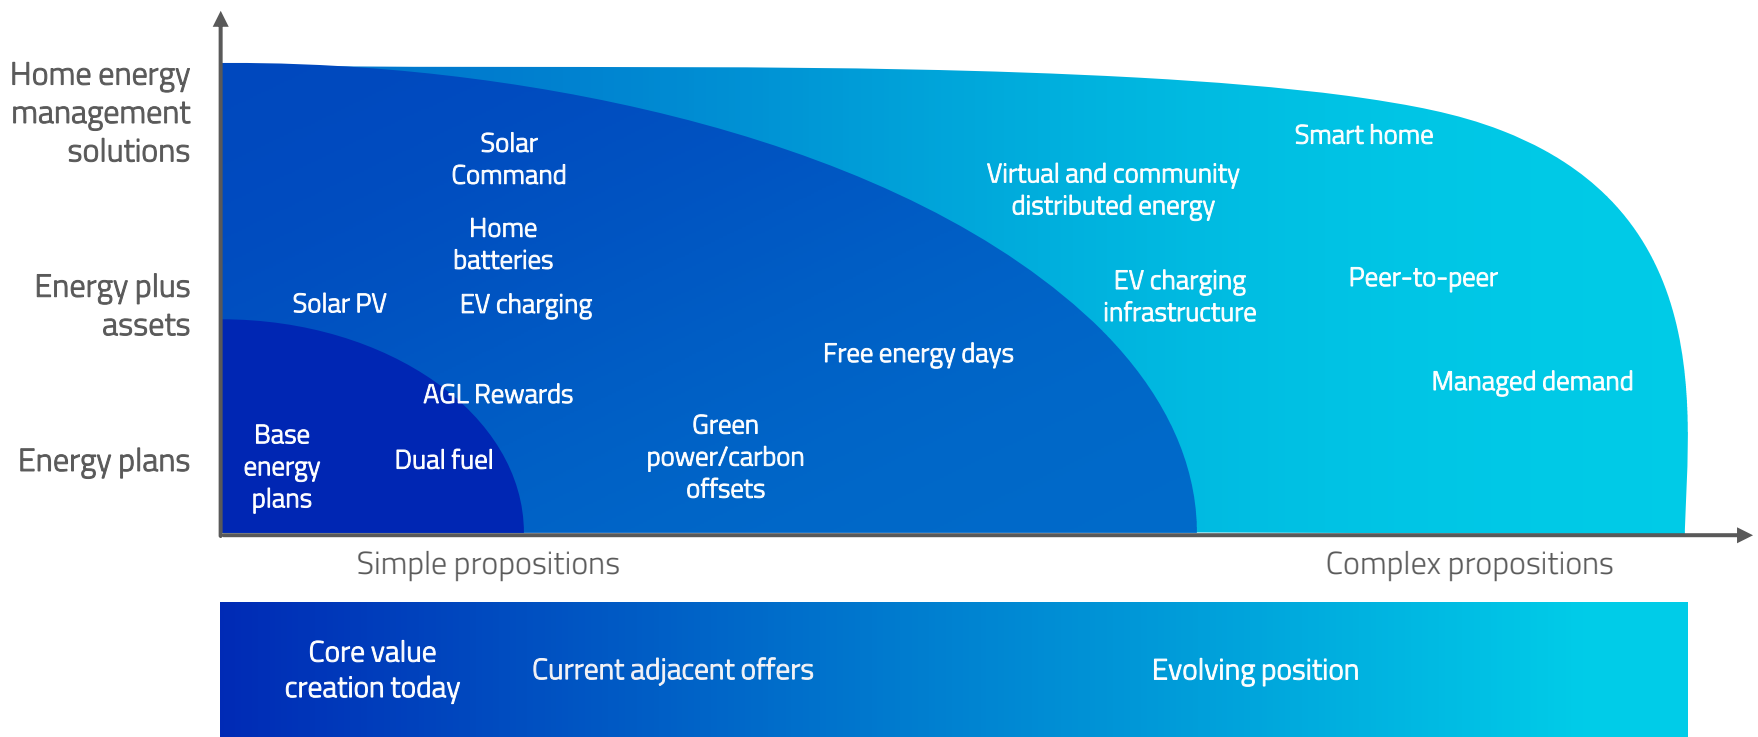 Home energy
management
solutions
Energy plus
assets
Energy plans
Solar
Command
Home
batteries
Solar PV
EV charging
AGL Rewards
Base
energy
plans
Dual fuel
Free energy days
Green
power/carbon
offsets
Smart home
Virtual and community
distributed energy
EV charging
infrastructure
Peer-to-peer
Managed demand
Simple propositions
Complex propositions
Core value
creation today
Current adjacent offers
Evolving position